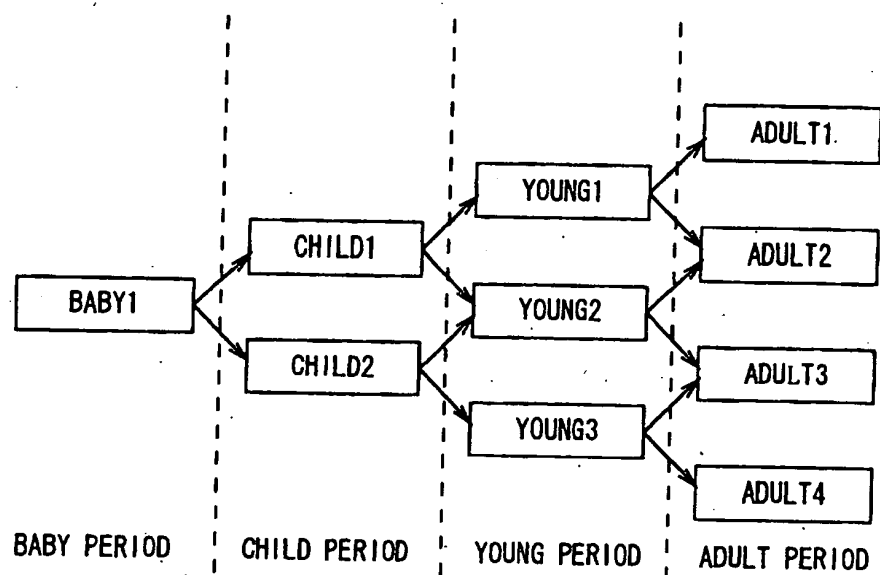 ADULT1
YOUNG1
CHILD1
ADULT2
BABY1
YOUNG2
CHILD2
ADULT3
YOUNG3
ADULT4
BABY PERIOD
CHILD PERIOD
YOUNG PERIOD
ADULT PERIOD